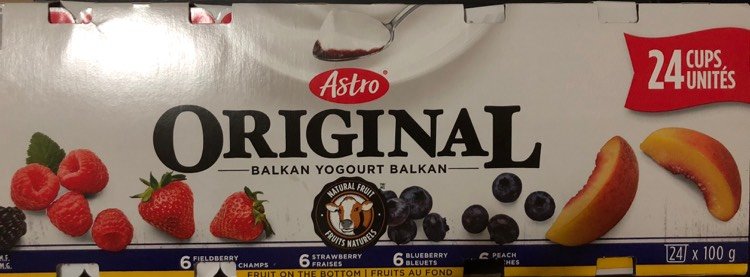 Astro
ORIGINAL
BALKAN YOGOURT BALKAN
24 CUPS
UNITÉS
NATURAL FRUIT
FRUITS NATURELS
6 FIELDBERRY
CHAMPS
6 STRAWBERRY
FRAISES
6 BLUEBERRY
BLEUETS
6 PEACH
24 x 100 g
M.F.
M.G.
FRUIT ON THE BOTTOM | FRUITS AU FOND